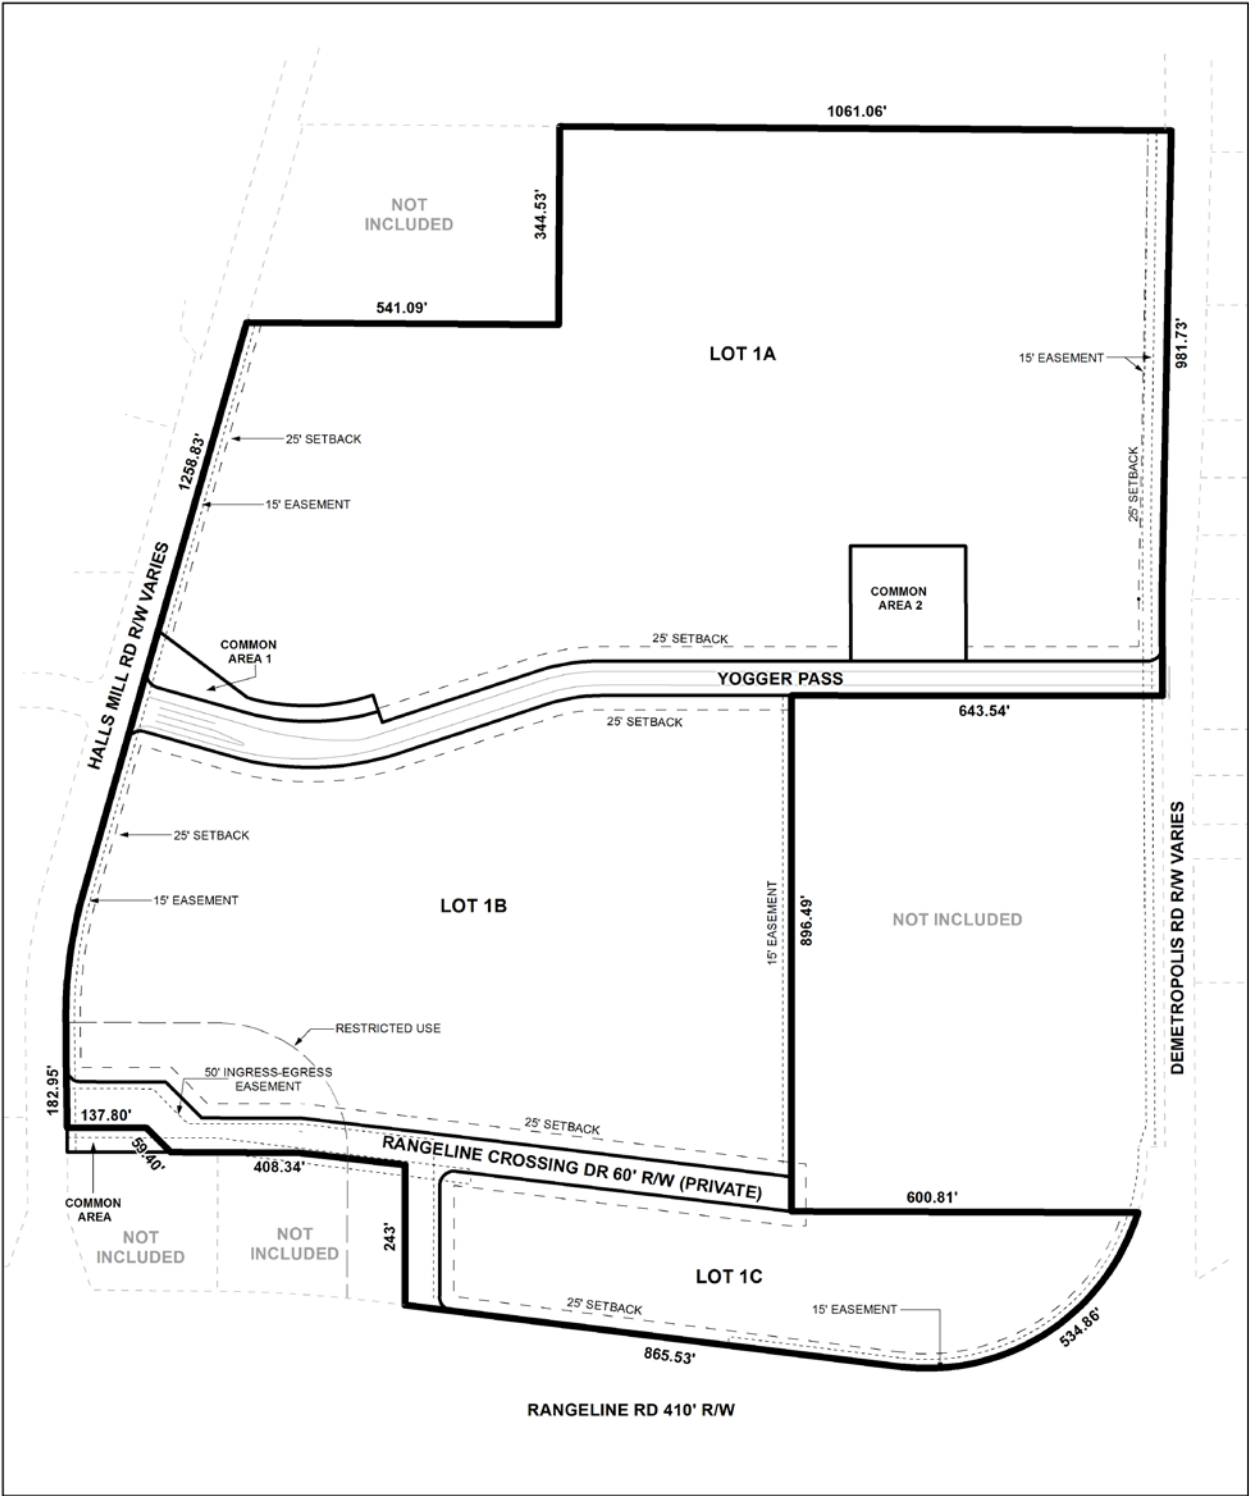 1061.06'
NOT
INCLUDED
344.53'
541.09'
LOT 1A
15' EASEMENT
981.73'
25' SETBACK
1258.83'
15' EASEMENT
25' SETBACK
HALLS MILL RD R/W VARIES
COMMON
AREA 2
COMMON
AREA 1
25' SETBACK
YOGGER PASS
643.54'
25' SETBACK
25' SETBACK
15' EASEMENT
LOT 1B
15' EASEMENT
896.49'
NOT INCLUDED
DEMETROPOLIS RD R/W VARIES
RESTRICTED USE
50' INGRESS-EGRESS
EASEMENT
182.95'
137.80'
59.40'
25' SETBACK
RANGELINE CROSSING DR 60' R/W (PRIVATE)
408.34'
COMMON
AREA
600.81'
NOT
INCLUDED
NOT
INCLUDED
243'
LOT 1C
25' SETBACK
15' EASEMENT
534.86'
865.53'
RANGELINE RD 410' R/W